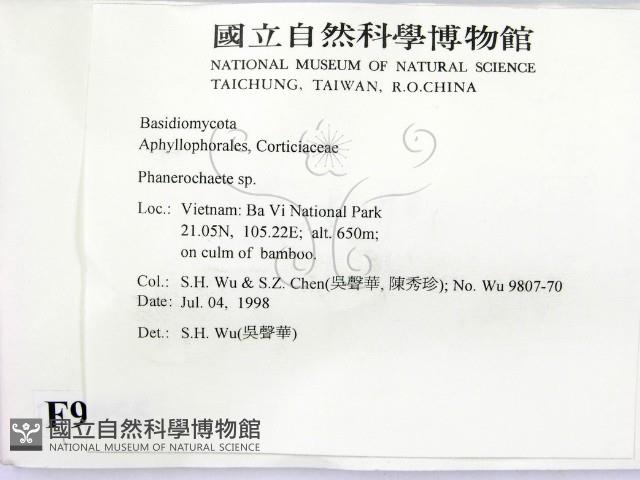 國立自然科學博物館
NATIONAL MUSEUM OF NATURAL SCIENCE
TAICHUNG, TAIWAN, R.O.CHINA
Basidiomycota
Aphyllophorales, Corticiaceae
Phanerochaete sp.
Loc.: Vietnam: Ba Vi National Park
21.05N, 105.22E; alt. 650m;
on culm of bamboo.
Col.: S.H. Wu & S.Z. Chen(吳聲華, 陳秀珍); No. Wu 9807-70
Date: Jul. 04, 1998
Det.: S.H. Wu(吳聲華)
F9
國立自然科學博物館
NATIONAL MUSEUM OF NATURAL SCIENCE